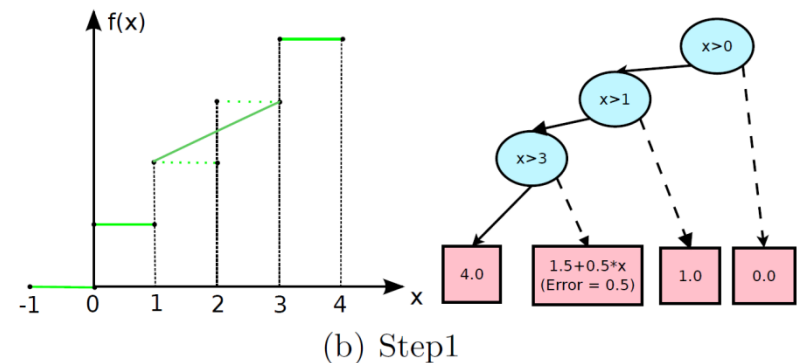 f(x)
-1 0 1 2 3 4 x
x>0
x>1
x>3
4.0
1.5+0.5*x
(Error = 0.5)
1.0
0.0
(b) Step1